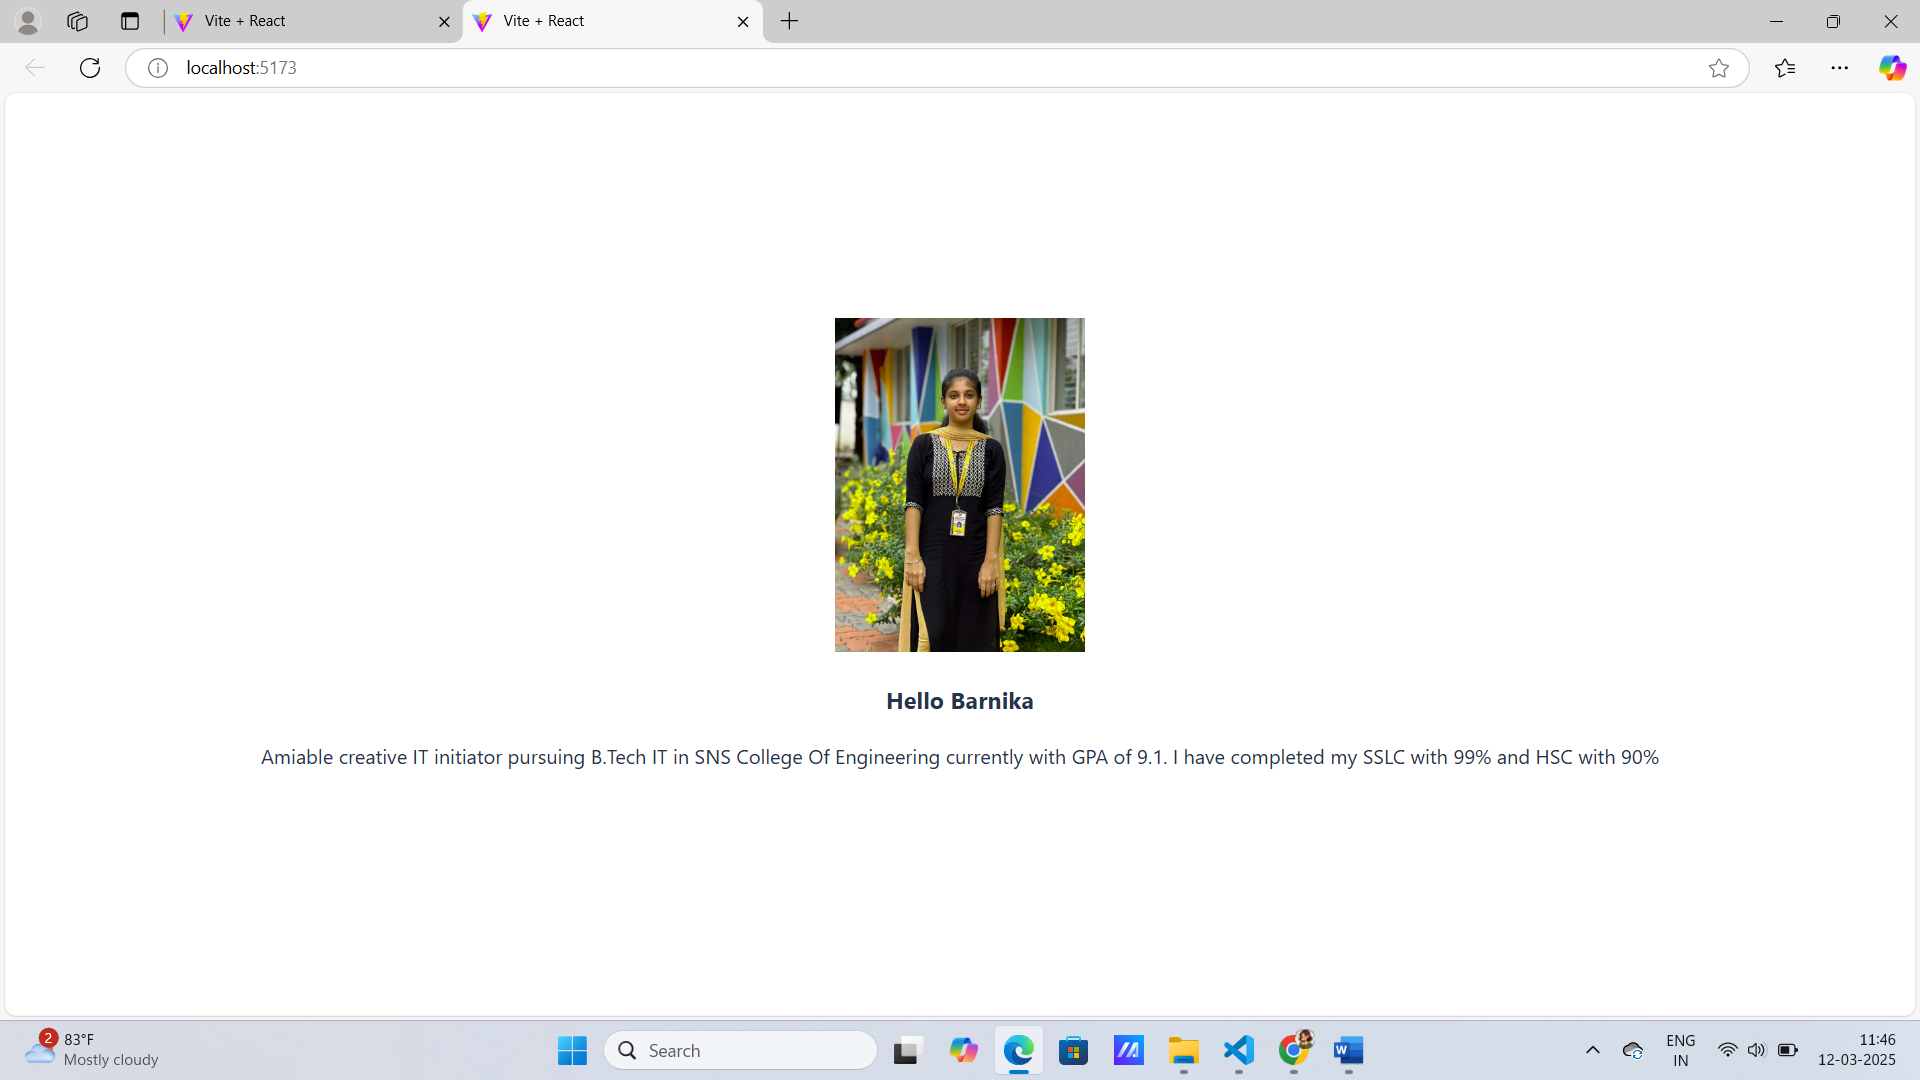 Vite + React
Vite + React
localhost:5173
Hello Barnika
Amiable creative IT initiator pursuing B.Tech IT in SNS College Of Engineering currently with GPA of 9.1. I have completed my SSLC with 99% and HSC with 90%
2
83°F
Mostly cloudy
Search
W
ENG
IN
11:46
12-03-2025